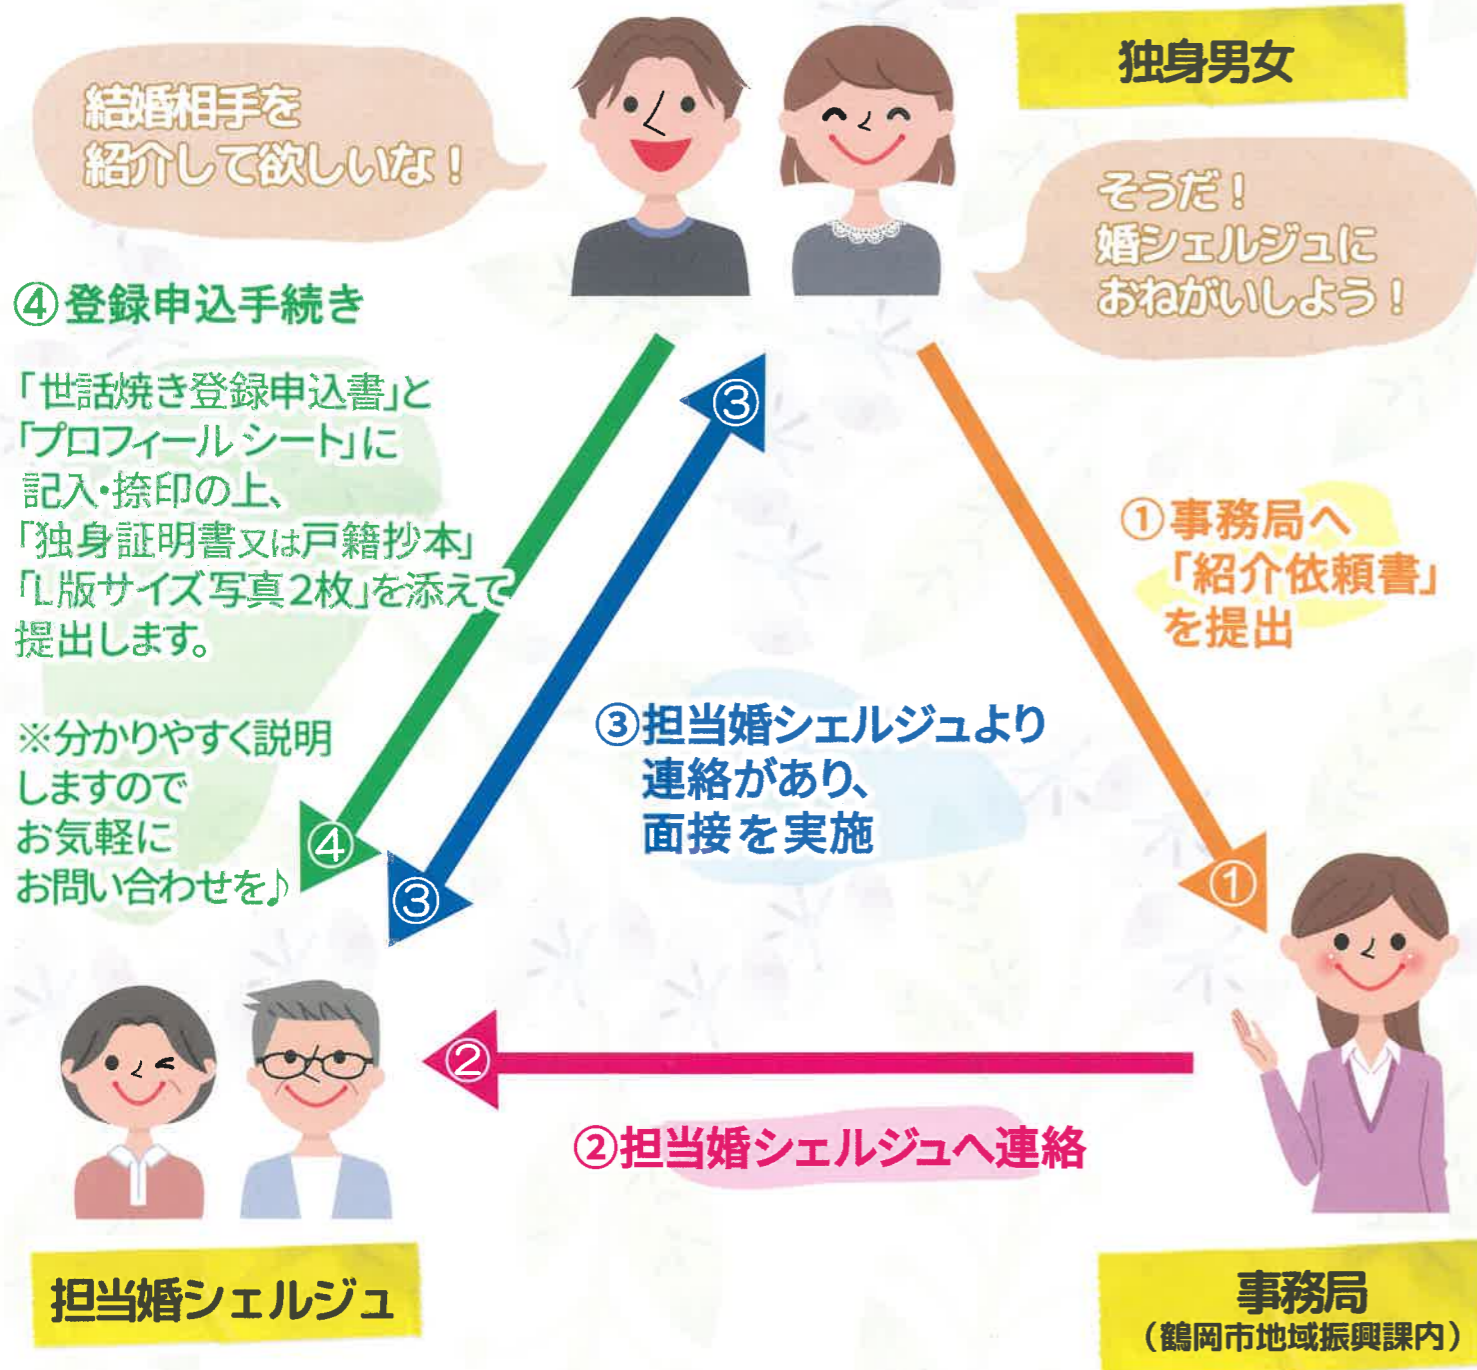 独身男女
結婚相手を
紹介して欲しいな!
そうだ!
婚シェルジュに
おねがいしよう!
④登録申込手続き
「世話焼き登録申込書」と
「プロフィールシート」に
記入・捺印の上、
「独身証明書又は戸籍抄本」
「L版サイズ写真2枚」を添えて
提出します。
※分かりやすく説明
しますので
お気軽に
お問い合わせを♪
①事務局へ
「紹介依頼書」
を提出
③担当婚シェルジュより
連絡があり、
面接を実施
③
④
③
①
②
②担当婚シェルジュへ連絡
担当婚シェルジュ
事務局
(鶴岡市地域振興課内)